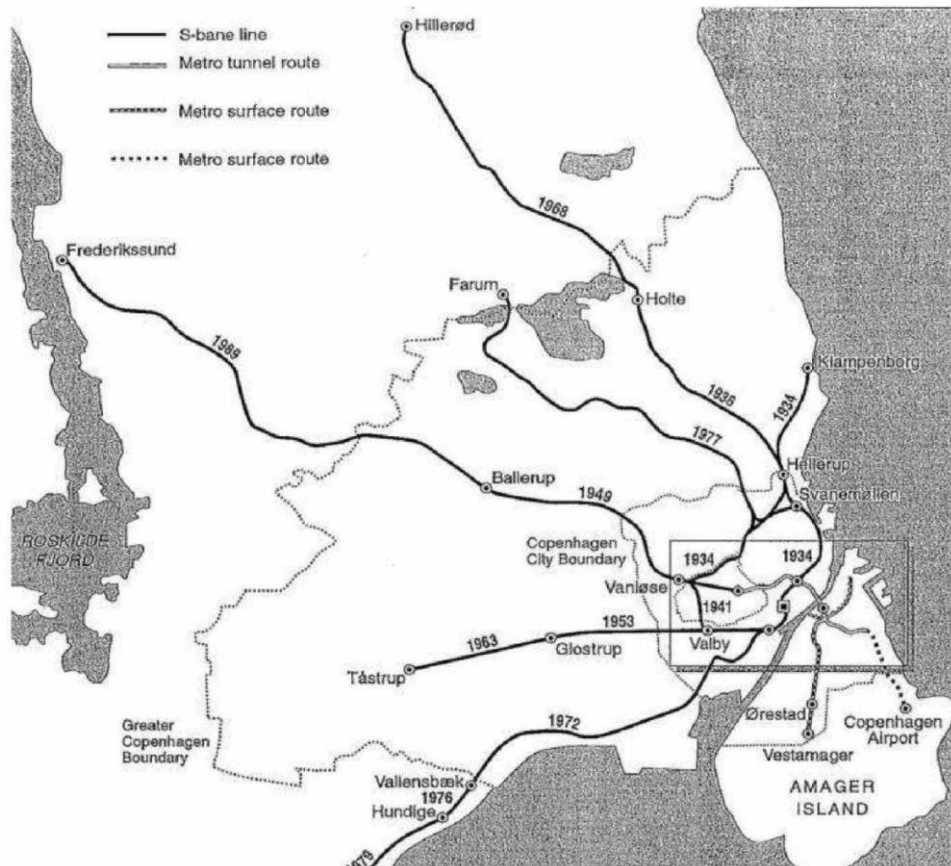 S-bane line
Metro tunnel route
Metro surface route
Metro surface route
Hillerød
1968
Frederikssund
Farum
Holte
1989
Klampenborg
1936
1934
1977
Hellerup
Ballerup
1949
Svanemøllen
ROSKILDE
FJORD
Copenhagen
City Boundary
1934
1934
Vanløse
1941
1953
Valby
1963
Glostrup
Tåstrup
Greater
Copenhagen
Boundary
1972
Ørestad
Copenhagen
Airport
Vestamager
Vallensbæk
1976
Hundige
AMAGER
ISLAND
1979